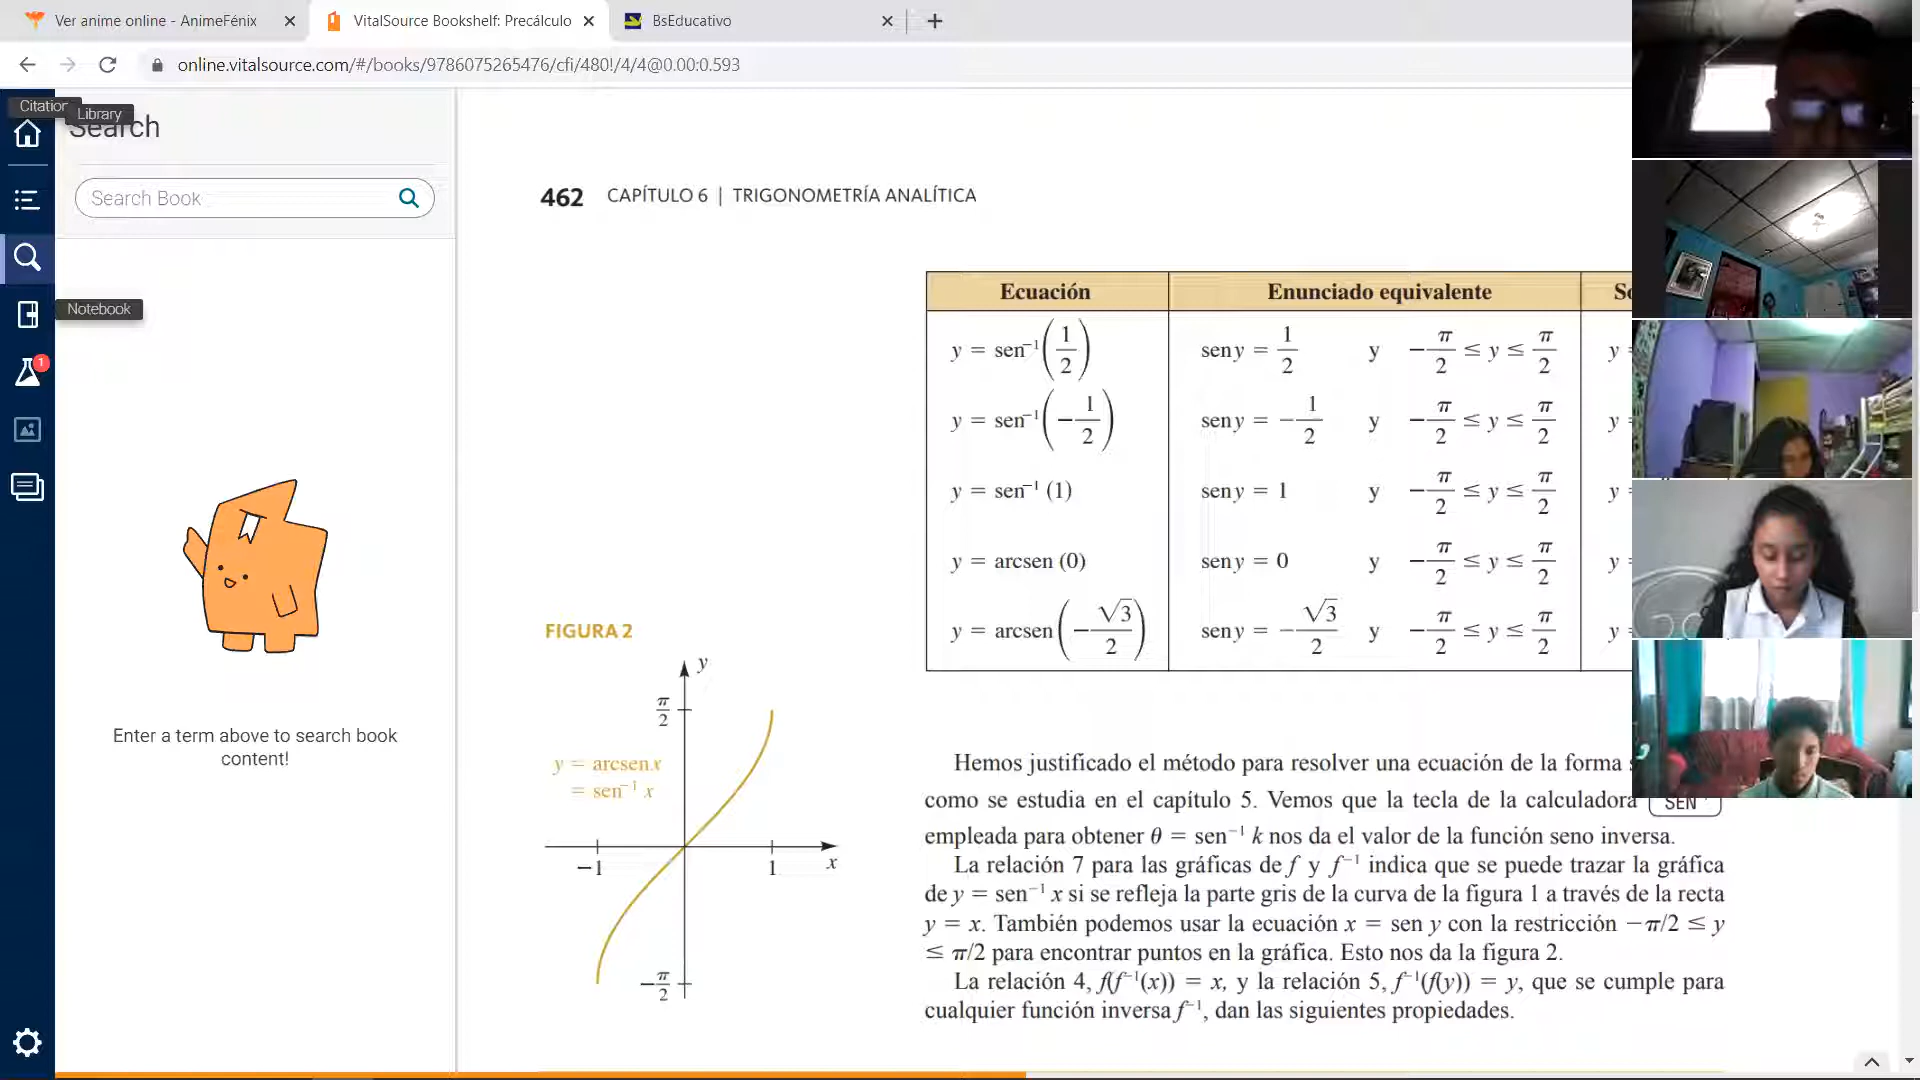 Ver anime online - AnimeFénix
VitalSource Bookshelf: Precálculo
BsEducativo
online.vitalsource.com/#/books/9786075265476/cfi/480!/4/4@0.00:0.593
Citation
Library
Search
Search Book
Notebook
1
Enter a term above to search book
content!
462 CAPÍTULO 6 | TRIGONOMETRÍA ANALÍTICA
Ecuación Enunciado equivalente So
y = sen⁻¹(1/2) sen y = 1/2 y −π/2 ≤ y ≤ π/2 y =
y = sen⁻¹(−1/2) sen y = −1/2 y −π/2 ≤ y ≤ π/2 y =
y = sen⁻¹ (1) sen y = 1 y −π/2 ≤ y ≤ π/2 y =
y = arcsen (0) sen y = 0 y −π/2 ≤ y ≤ π/2 y =
y = arcsen(−√3/2) sen y = −√3/2 y −π/2 ≤ y ≤ π/2 y =
FIGURA 2
y
π/2
y = arcsen x
= sen⁻¹ x
−1 1 x
−π/2
Hemos justificado el método para resolver una ecuación de la forma
como se estudia en el capítulo 5. Vemos que la tecla de la calculadora SEN
empleada para obtener θ = sen⁻¹ k nos da el valor de la función seno inversa.
La relación 7 para las gráficas de f y f⁻¹ indica que se puede trazar la gráfica
de y = sen⁻¹ x si se refleja la parte gris de la curva de la figura 1 a través de la recta
y = x. También podemos usar la ecuación x = sen y con la restricción −π/2 ≤ y
≤ π/2 para encontrar puntos en la gráfica. Esto nos da la figura 2.
La relación 4, f(f⁻¹(x)) = x, y la relación 5, f⁻¹(f(y)) = y, que se cumple para
cualquier función inversa f⁻¹, dan las siguientes propiedades.